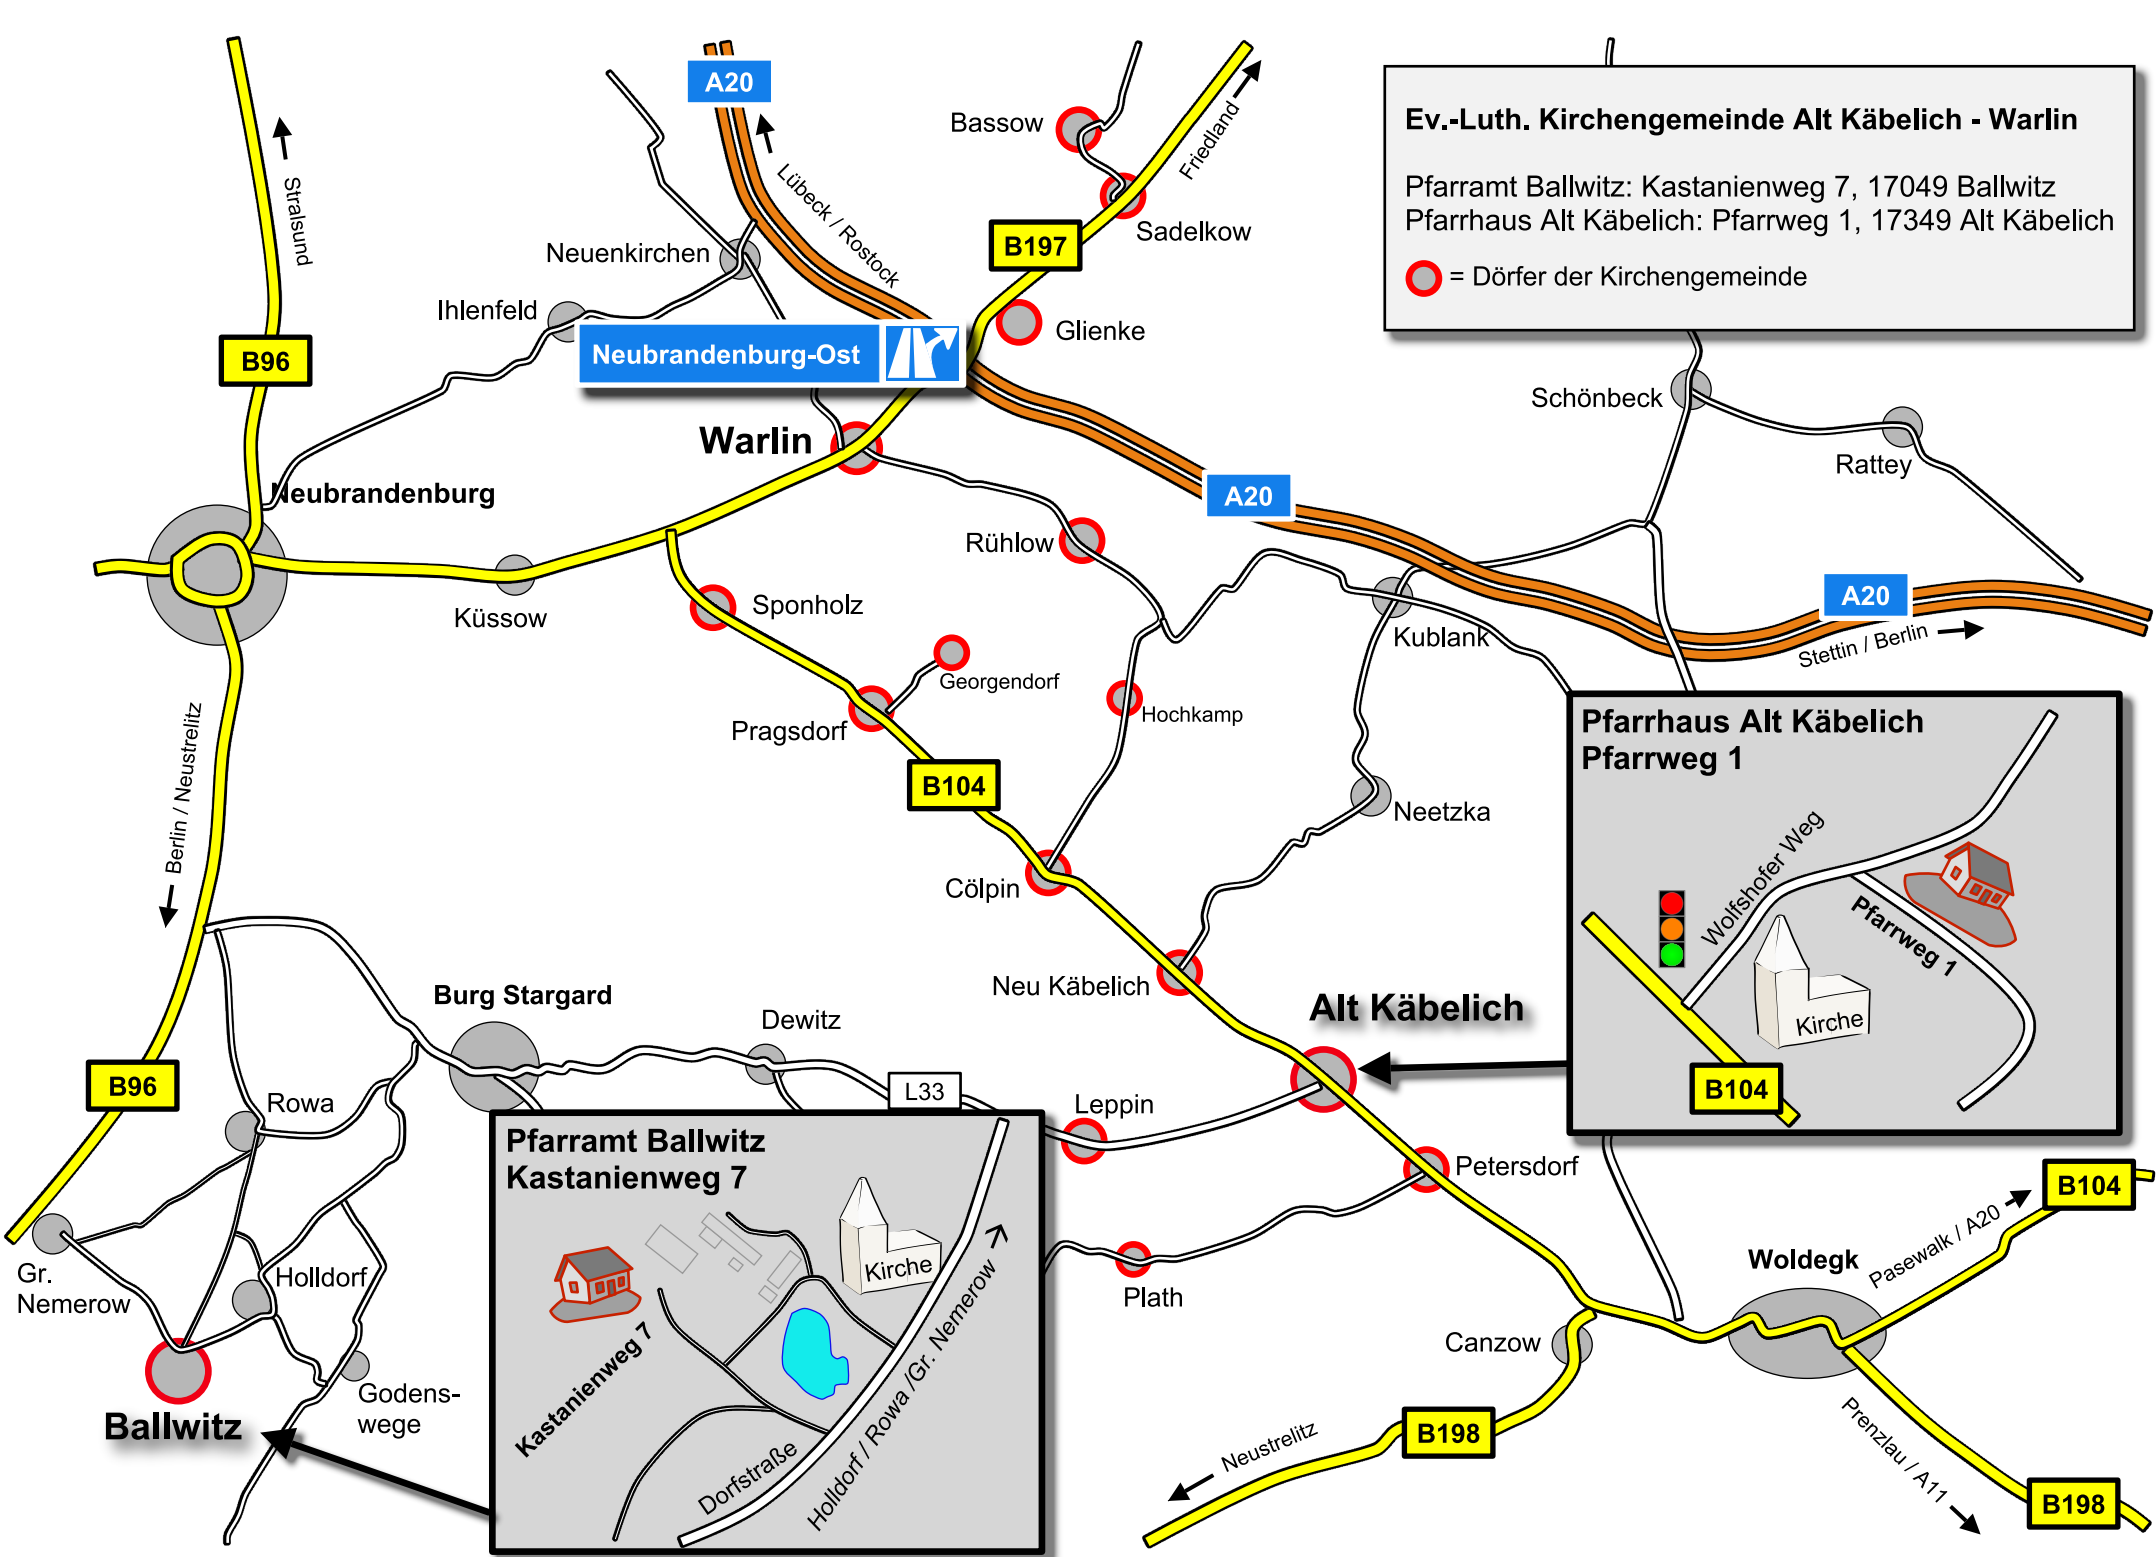 A20
Bassow
Friedland
Ev.-Luth. Kirchengemeinde Alt Käbelich - Warlin
Pfarramt Ballwitz: Kastanienweg 7, 17049 Ballwitz
Pfarrhaus Alt Käbelich: Pfarrweg 1, 17349 Alt Käbelich
= Dörfer der Kirchengemeinde
Stralsund
Lübeck / Rostock
Neuenkirchen
B197
Sadelkow
Ihlenfeld
Glienke
B96
Neubrandenburg-Ost
Schönbeck
Warlin
Rattey
Neubrandenburg
A20
Rühlow
Küssow
Sponholz
Kublank
A20
Stettin / Berlin
Georgendorf
Pragsdorf
Hochkamp
Berlin / Neustrelitz
B104
Neetzka
Cölpin
Pfarrhaus Alt Käbelich
Pfarrweg 1
Wolfshofer Weg
Pfarrweg 1
Kirche
B104
Neu Käbelich
Alt Käbelich
Burg Stargard
Dewitz
B96
L33
Rowa
Leppin
Petersdorf
Pfarramt Ballwitz
Kastanienweg 7
Kirche
Kastanienweg 7
Dorfstraße
Holldorf / Rowa /Gr. Nemerow
Gr.
Nemerow
Holldorf
Plath
Woldegk
Pasewalk / A20
B104
Canzow
Godens-
wege
Ballwitz
Neustrelitz
B198
Prenzlau / A11
B198